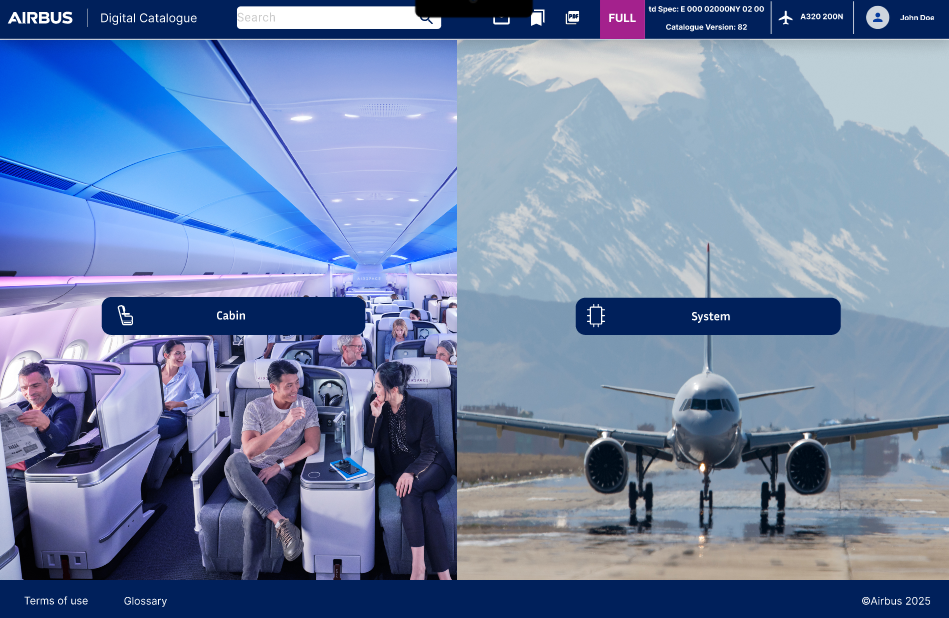 AIRBUS
Digital Catalogue
Search
PDF
FULL
td Spec: E 000 02000NY 02 00
Catalogue Version: 82
A320 200N
John Doe
Cabin
System
Terms of use
Glossary
©Airbus 2025